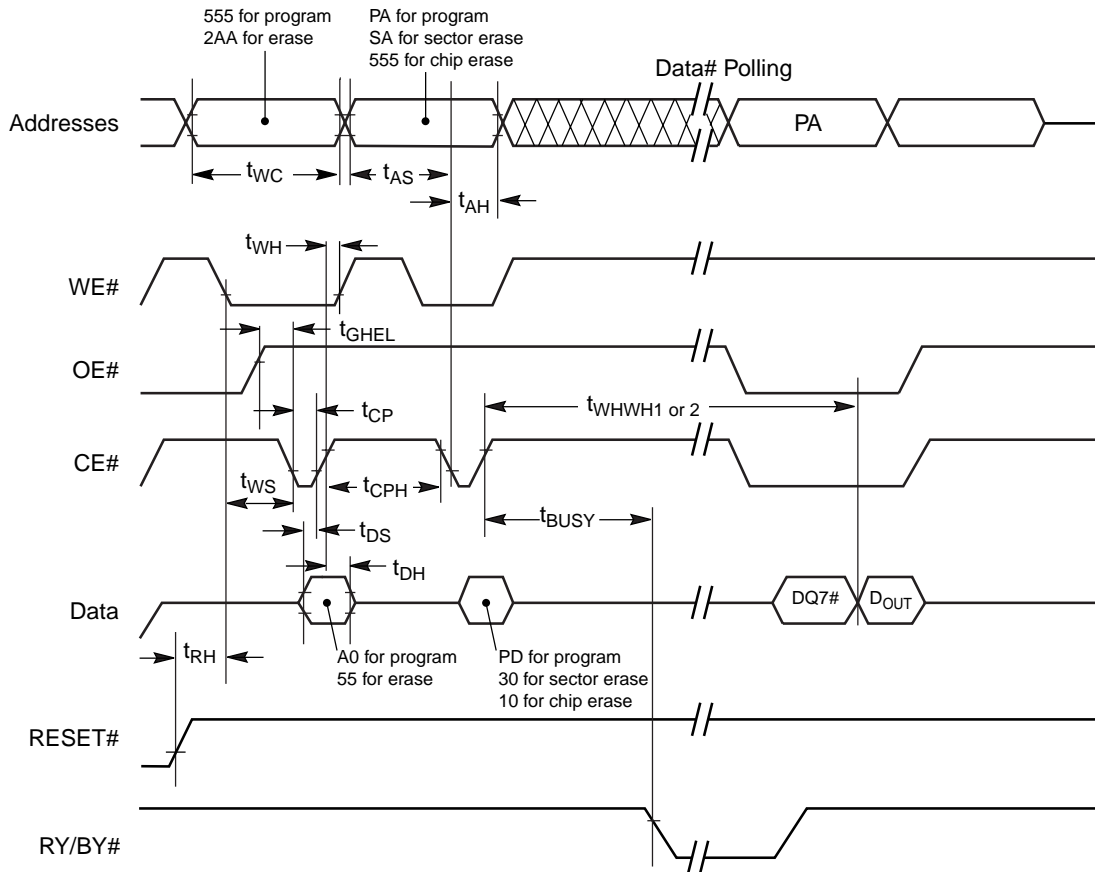 555 for program
2AA for erase
PA for program
SA for sector erase
555 for chip erase
Data# Polling
Addresses
PA
tWC
tAS
tAH
tWH
WE#
tGHEL
OE#
tWHWH1 or 2
tCP
CE#
tWS
tCPH
tBUSY
tDS
tDH
Data
DQ7#
DOUT
tRH
A0 for program
55 for erase
PD for program
30 for sector erase
10 for chip erase
RESET#
RY/BY#